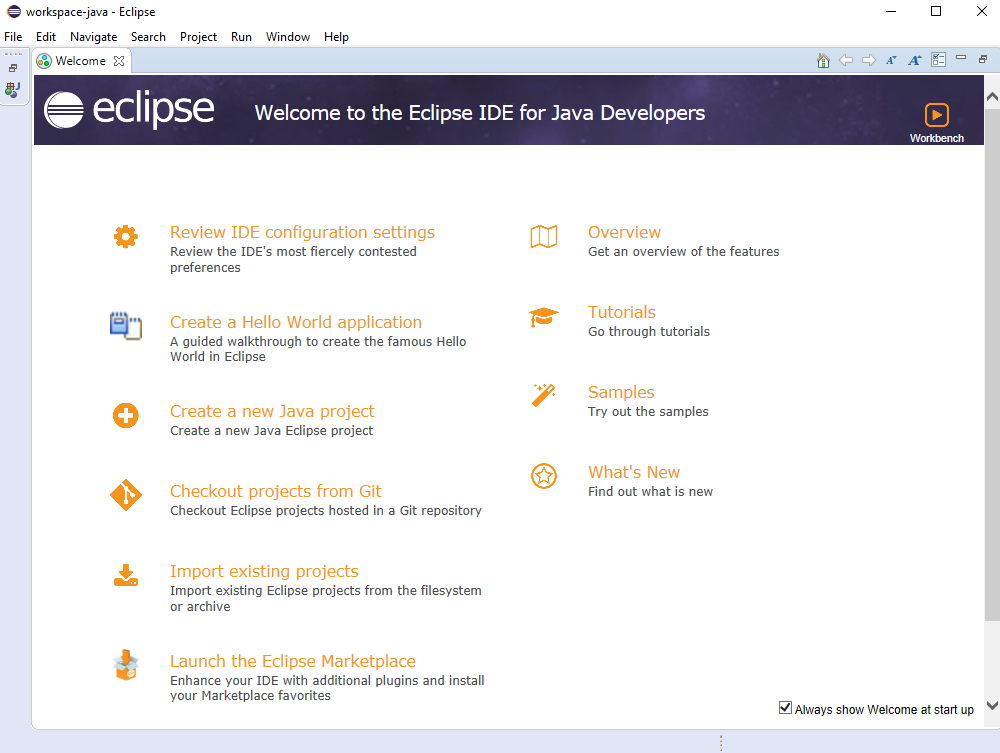 workspace-java - Eclipse
File Edit Navigate Search Project Run Window Help
Welcome
eclipse
Welcome to the Eclipse IDE for Java Developers
Workbench
Review IDE configuration settings
Review the IDE's most fiercely contested
preferences
Create a Hello World application
A guided walkthrough to create the famous Hello
World in Eclipse
Create a new Java project
Create a new Java Eclipse project
Checkout projects from Git
Checkout Eclipse projects hosted in a Git repository
Import existing projects
Import existing Eclipse projects from the filesystem
or archive
Launch the Eclipse Marketplace
Enhance your IDE with additional plugins and install
your Marketplace favorites
Overview
Get an overview of the features
Tutorials
Go through tutorials
Samples
Try out the samples
What's New
Find out what is new
Always show Welcome at start up